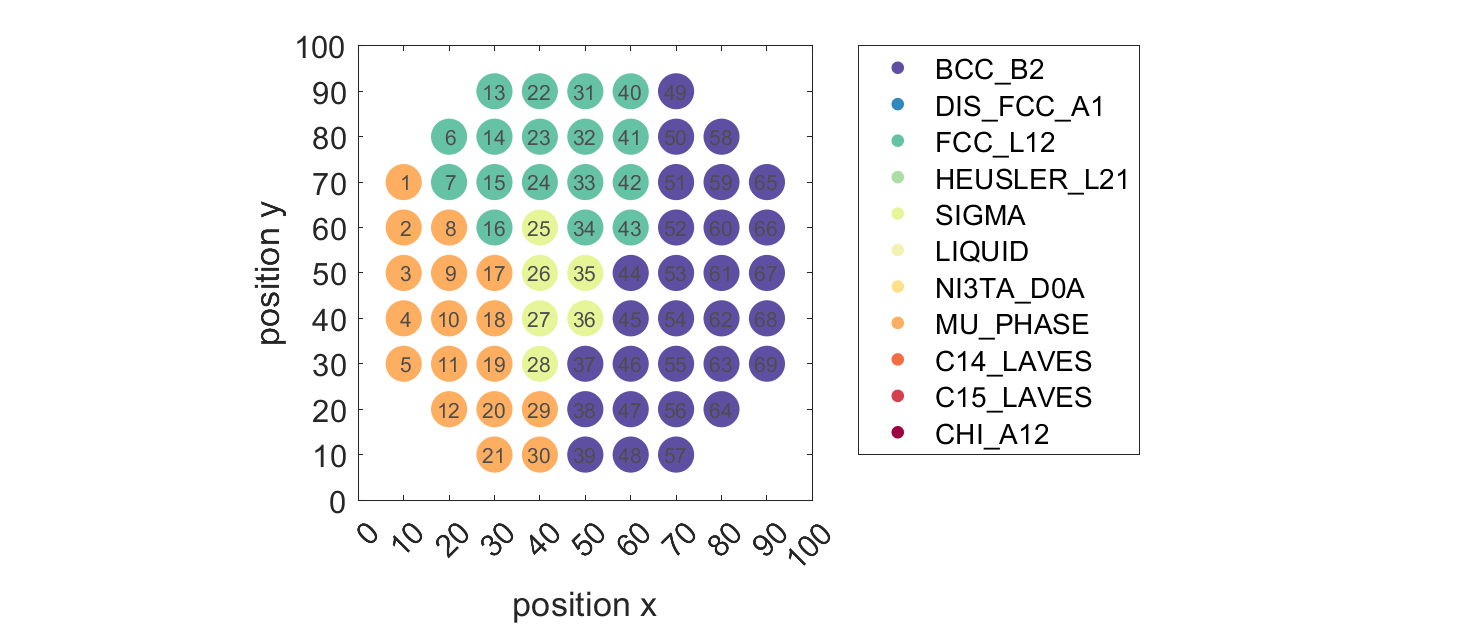 100
90
80
70
60
50
40
30
20
10
0
position y
13 22 31 40 49
6 14 23 32 41 50 58
1 7 15 24 33 42 51 59 65
2 8 16 25 34 43 52 60 66
3 9 17 26 35 44 53 61 67
4 10 18 27 36 45 54 62 68
5 11 19 28 37 46 55 63 69
12 20 29 38 47 56 64
21 30 39 48 57
0 10 20 30 40 50 60 70 80 90 100
position x
BCC_B2
DIS_FCC_A1
FCC_L12
HEUSLER_L21
SIGMA
LIQUID
NI3TA_D0A
MU_PHASE
C14_LAVES
C15_LAVES
CHI_A12